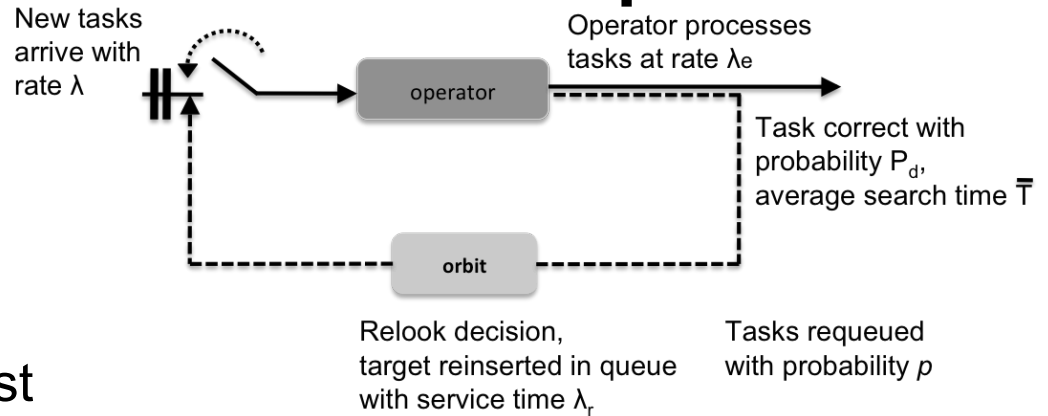 New tasks
arrive with
rate λ
Operator processes
tasks at rate λe
operator
Task correct with
probability Pd,
average search time T̿
orbit
Relook decision,
target reinserted in queue
with service time λr
Tasks requeued
with probability p
st